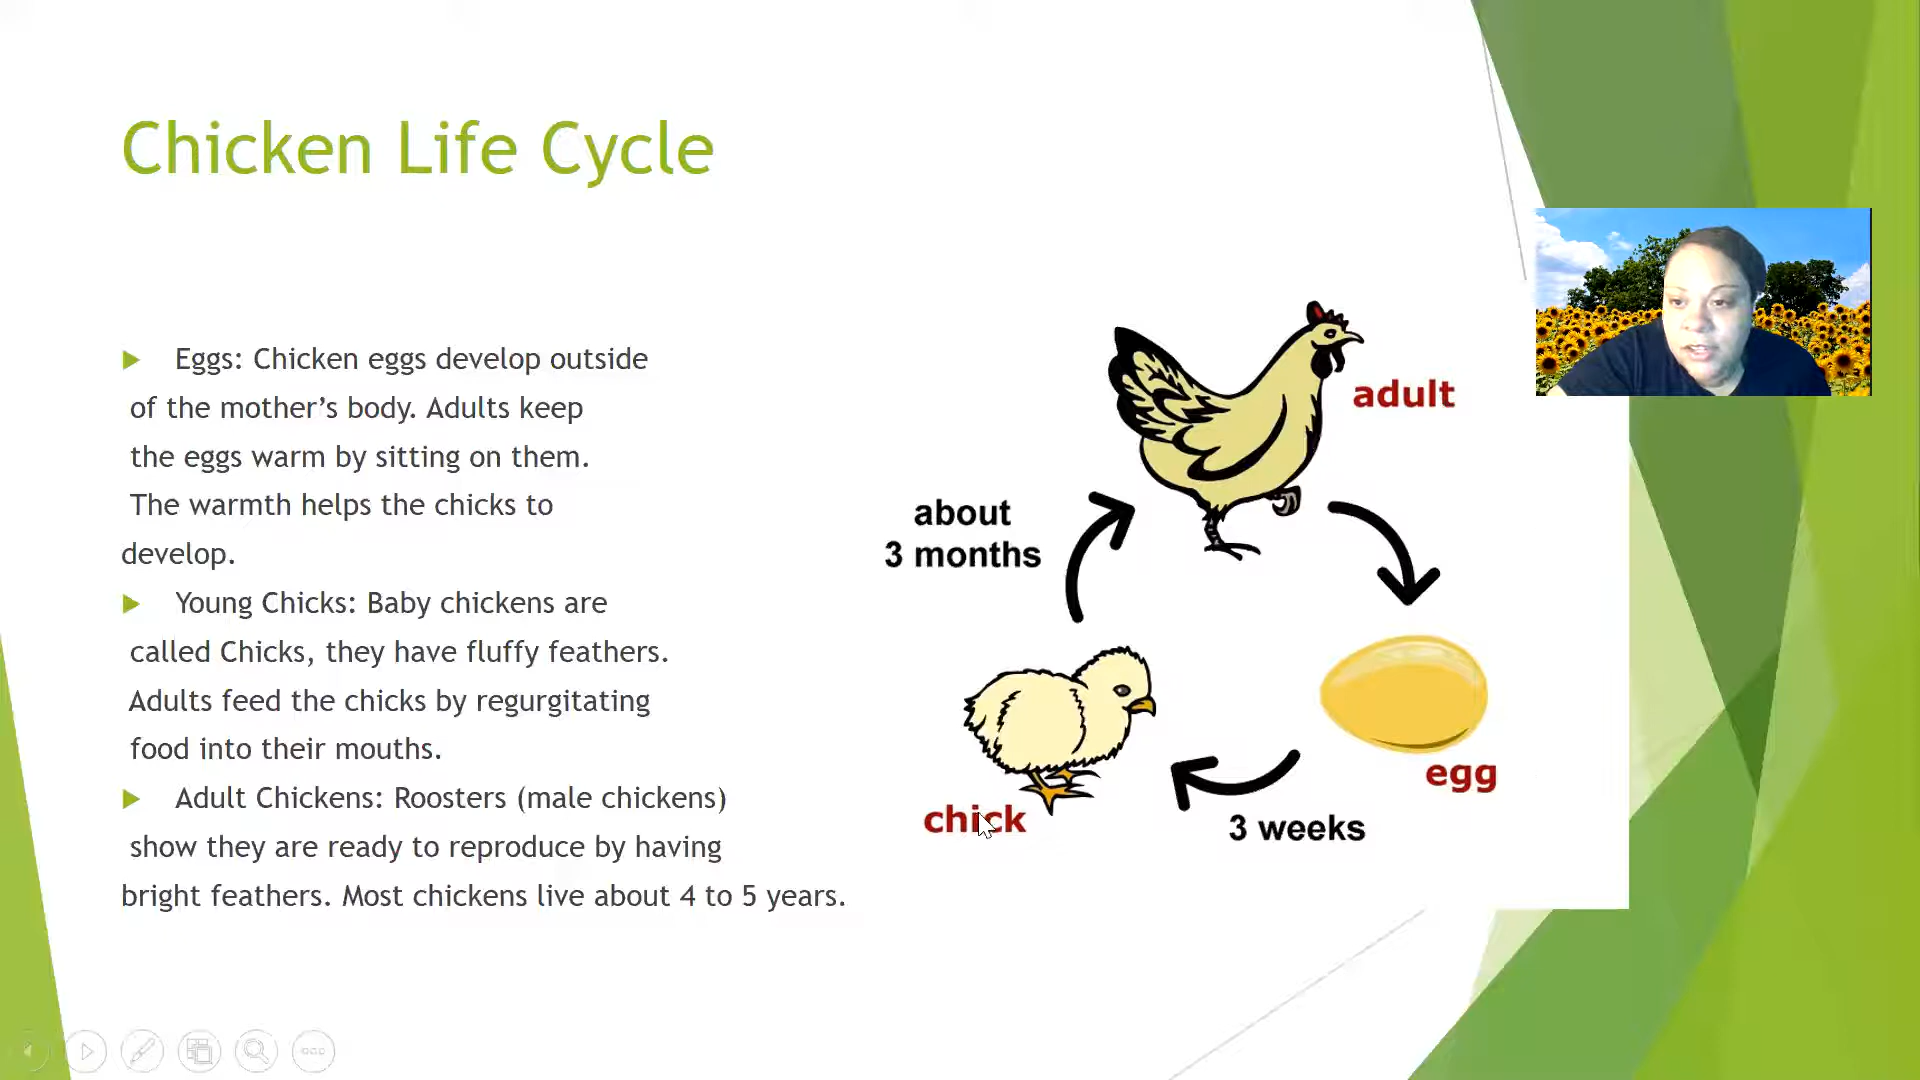 Chicken Life Cycle
Eggs: Chicken eggs develop outside
of the mother’s body. Adults keep
the eggs warm by sitting on them.
The warmth helps the chicks to
develop.
Young Chicks: Baby chickens are
called Chicks, they have fluffy feathers.
Adults feed the chicks by regurgitating
food into their mouths.
Adult Chickens: Roosters (male chickens)
show they are ready to reproduce by having
bright feathers. Most chickens live about 4 to 5 years.
adult
about
3 months
egg
chick
3 weeks